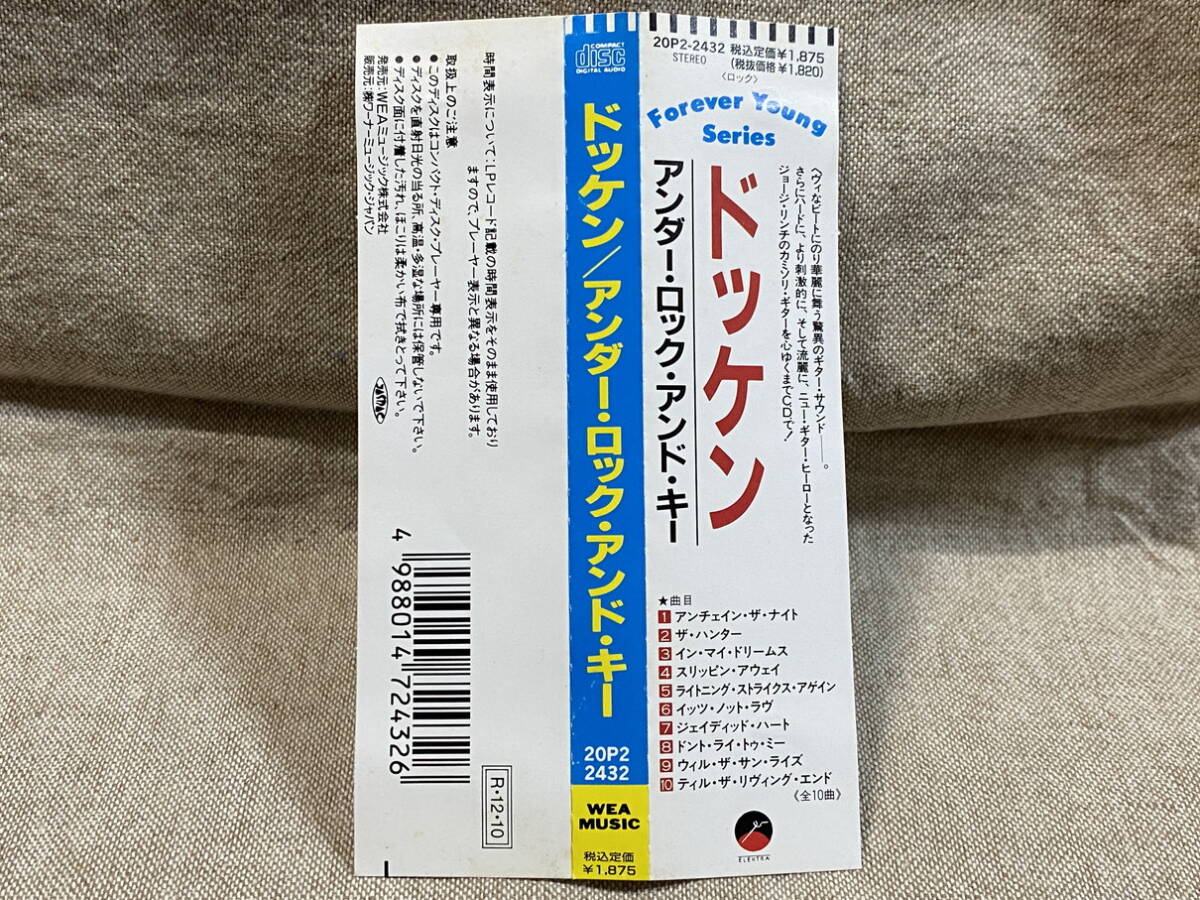 20P2-2432 税込定価¥1,875
STEREO (税抜価格¥1,820)
〈ロック〉
Forever Young
Series
ドッケン
アンダー・ロック・アンド・キー
ヘヴィなビートにのり華麗に舞う驚異のギター・サウンド——。
さらにハードに、より刺激的に、そして流麗に、ニュー・ギター・ヒーローとなった
ジョージ・リンチのカミソリ・ギターを心ゆくまでCDで!
★曲目
1 アンチェイン・ザ・ナイト
2 ザ・ハンター
3 イン・マイ・ドリームス
4 スリッピン・アウェイ
5 ライトニング・ストライクス・アゲイン
6 イッツ・ノット・ラヴ
7 ジェイディッド・ハート
8 ドント・ライ・トゥ・ミー
9 ウィル・ザ・サン・ライズ
10 ティル・ザ・リヴィング・エンド
《全10曲》
ELEKTRA
COMPACT
disc
DIGITAL AUDIO
ドッケン/アンダー・ロック・アンド・キー
20P2
2432
WEA
MUSIC
税込定価
¥1,875
時間表示について:LPレコード記載の時間表示をそのまま使用しており
ますので、プレーヤー表示と異なる場合があります。
取扱上のご注意
●このディスクはコンパクト・ディスク・プレーヤー専用です。
●ディスクを直射日光の当る所、高温・多湿な場所には保管しないで下さい。
●ディスク面に付着した汚れ、ほこりは柔かい布で拭きとって下さい。
発売元:WEAミュージック株式会社
販売元:㈱ワーナーミュージック・ジャパン
JASRAC
4 988014 724326
R・12・10